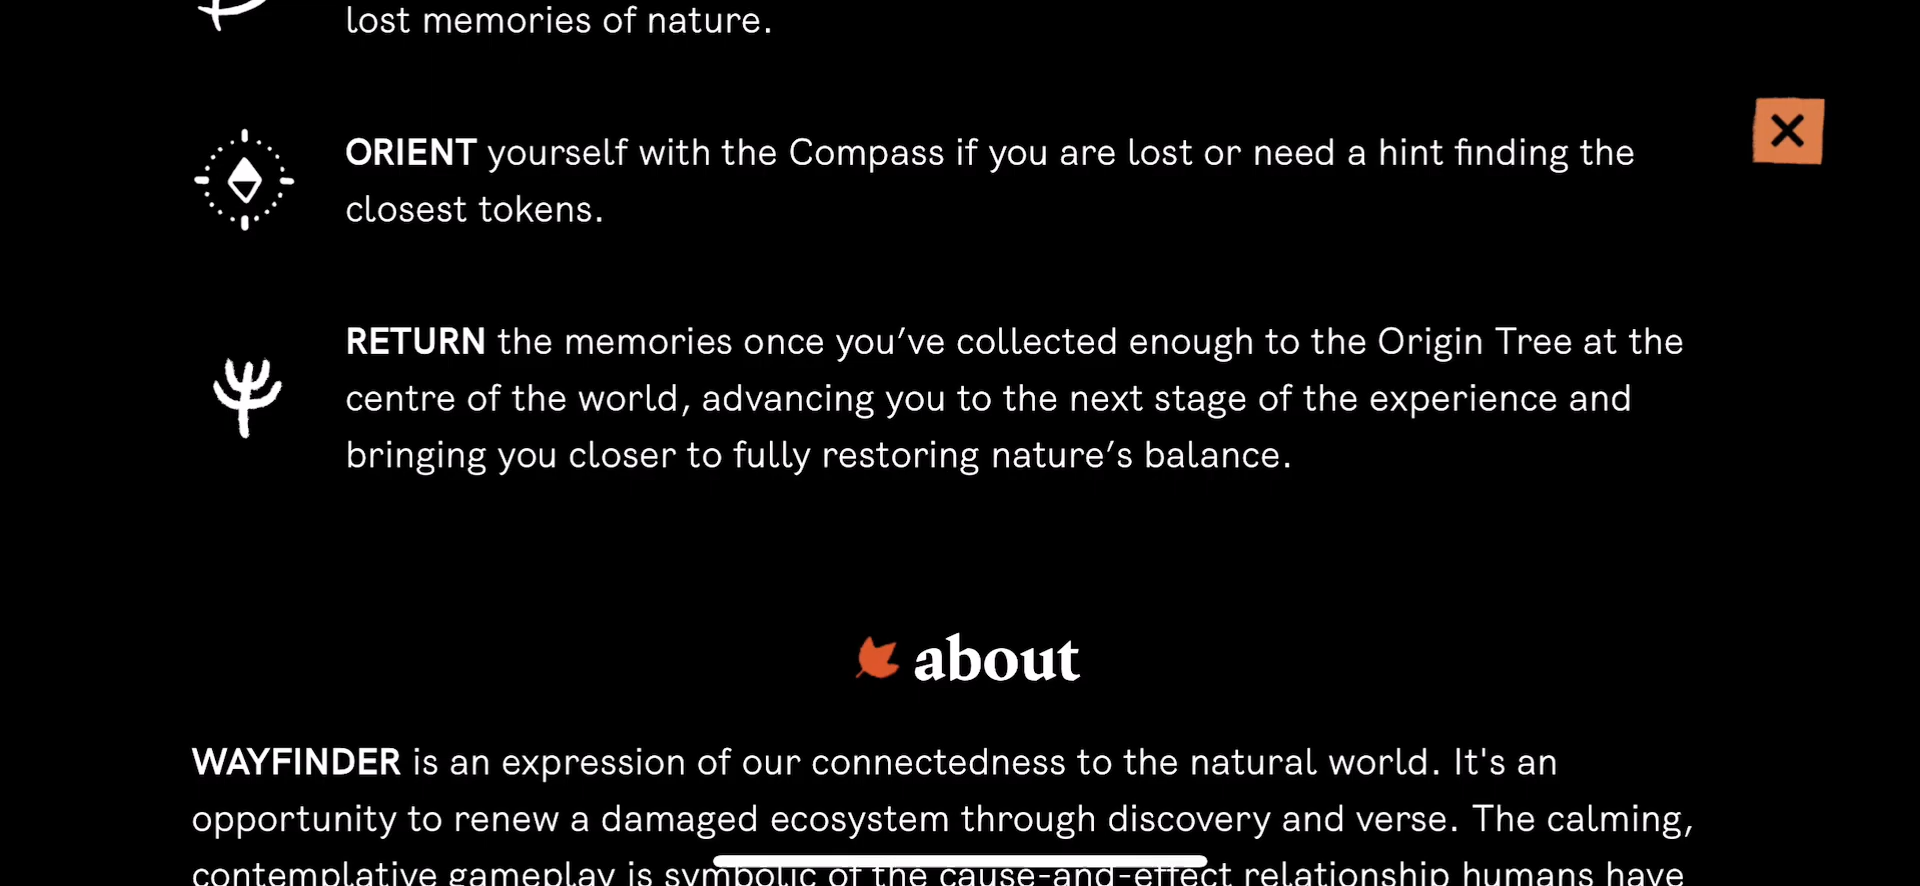 lost memories of nature.
ORIENT yourself with the Compass if you are lost or need a hint finding the
closest tokens.
RETURN the memories once you’ve collected enough to the Origin Tree at the
centre of the world, advancing you to the next stage of the experience and
bringing you closer to fully restoring nature’s balance.
about
WAYFINDER is an expression of our connectedness to the natural world. It's an
opportunity to renew a damaged ecosystem through discovery and verse. The calming,
contemplative gameplay is symbolic of the cause-and-effect relationship humans have